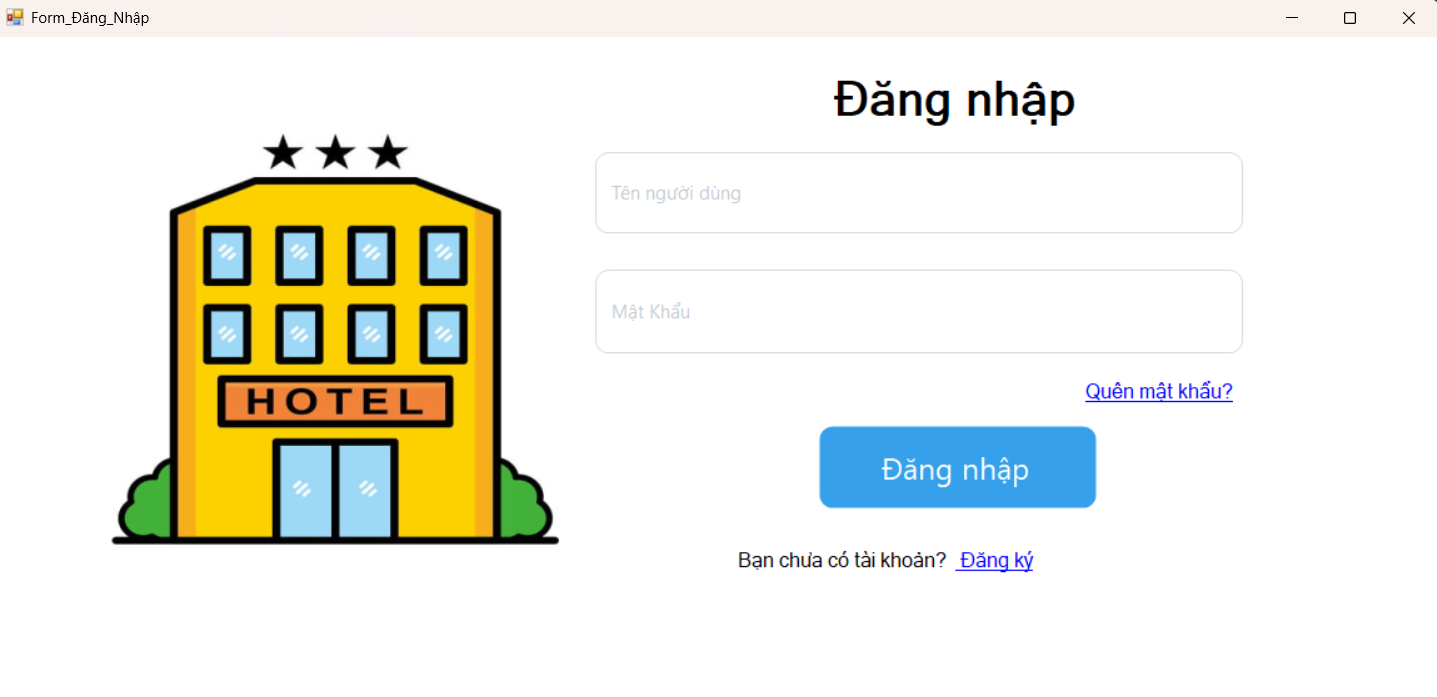 Form_Đăng_Nhập
Đăng nhập
Tên người dùng
Mật Khẩu
HOTEL
Quên mật khẩu?
Đăng nhập
Bạn chưa có tài khoản? Đăng ký